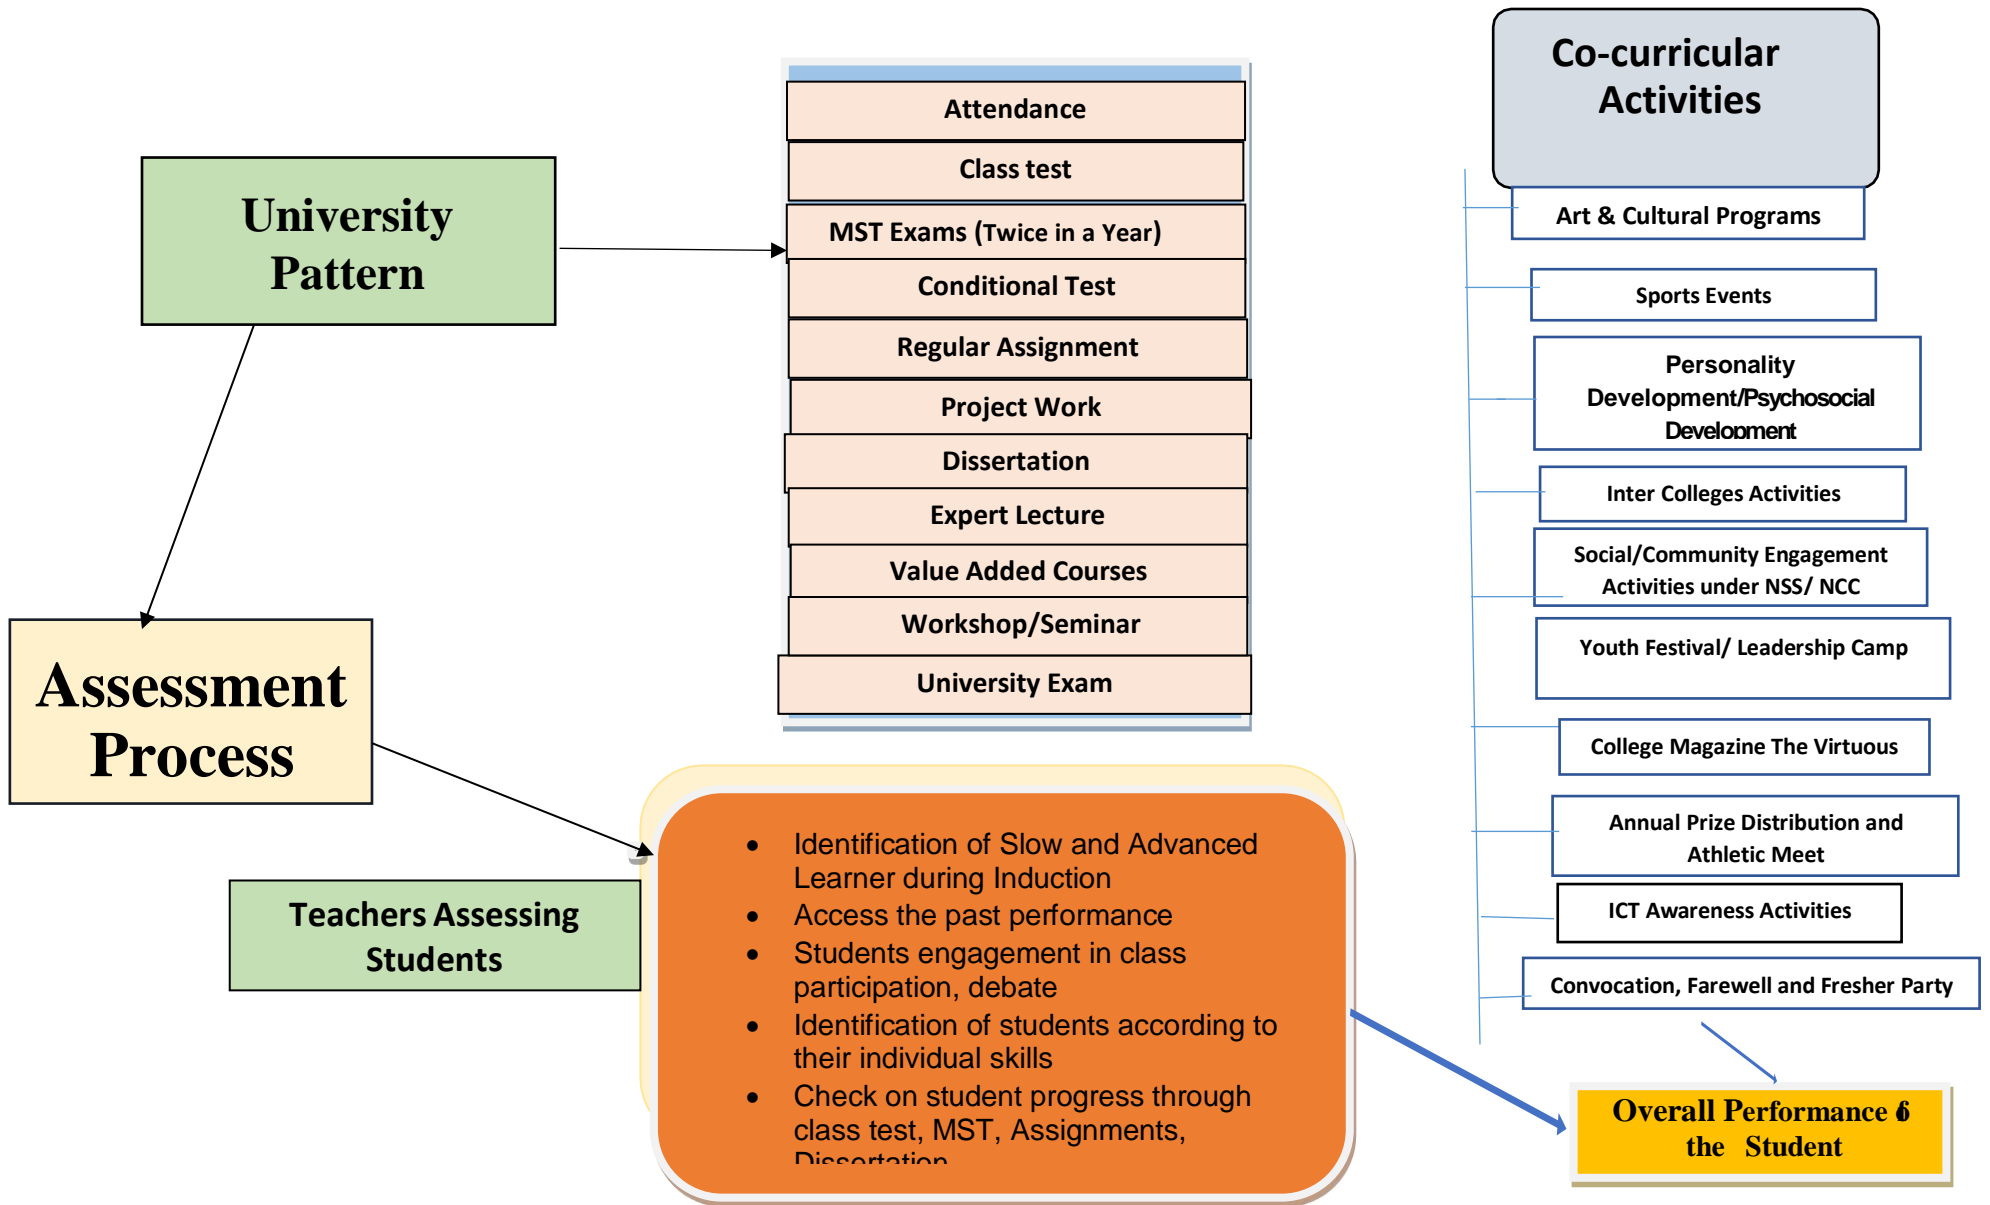 University
Pattern
Assessment
Process
Attendance
Class test
MST Exams (Twice in a Year)
Conditional Test
Regular Assignment
Project Work
Dissertation
Expert Lecture
Value Added Courses
Workshop/Seminar
University Exam
Teachers Assessing
Students
• Identification of Slow and Advanced
Learner during Induction
• Access the past performance
• Students engagement in class
participation, debate
• Identification of students according to
their individual skills
• Check on student progress through
class test, MST, Assignments,
Dissertation
Co-curricular
Activities
Art & Cultural Programs
Sports Events
Personality
Development/Psychosocial
Development
Inter Colleges Activities
Social/Community Engagement
Activities under NSS/ NCC
Youth Festival/ Leadership Camp
College Magazine The Virtuous
Annual Prize Distribution and
Athletic Meet
ICT Awareness Activities
Convocation, Farewell and Fresher Party
Overall Performance
the Student